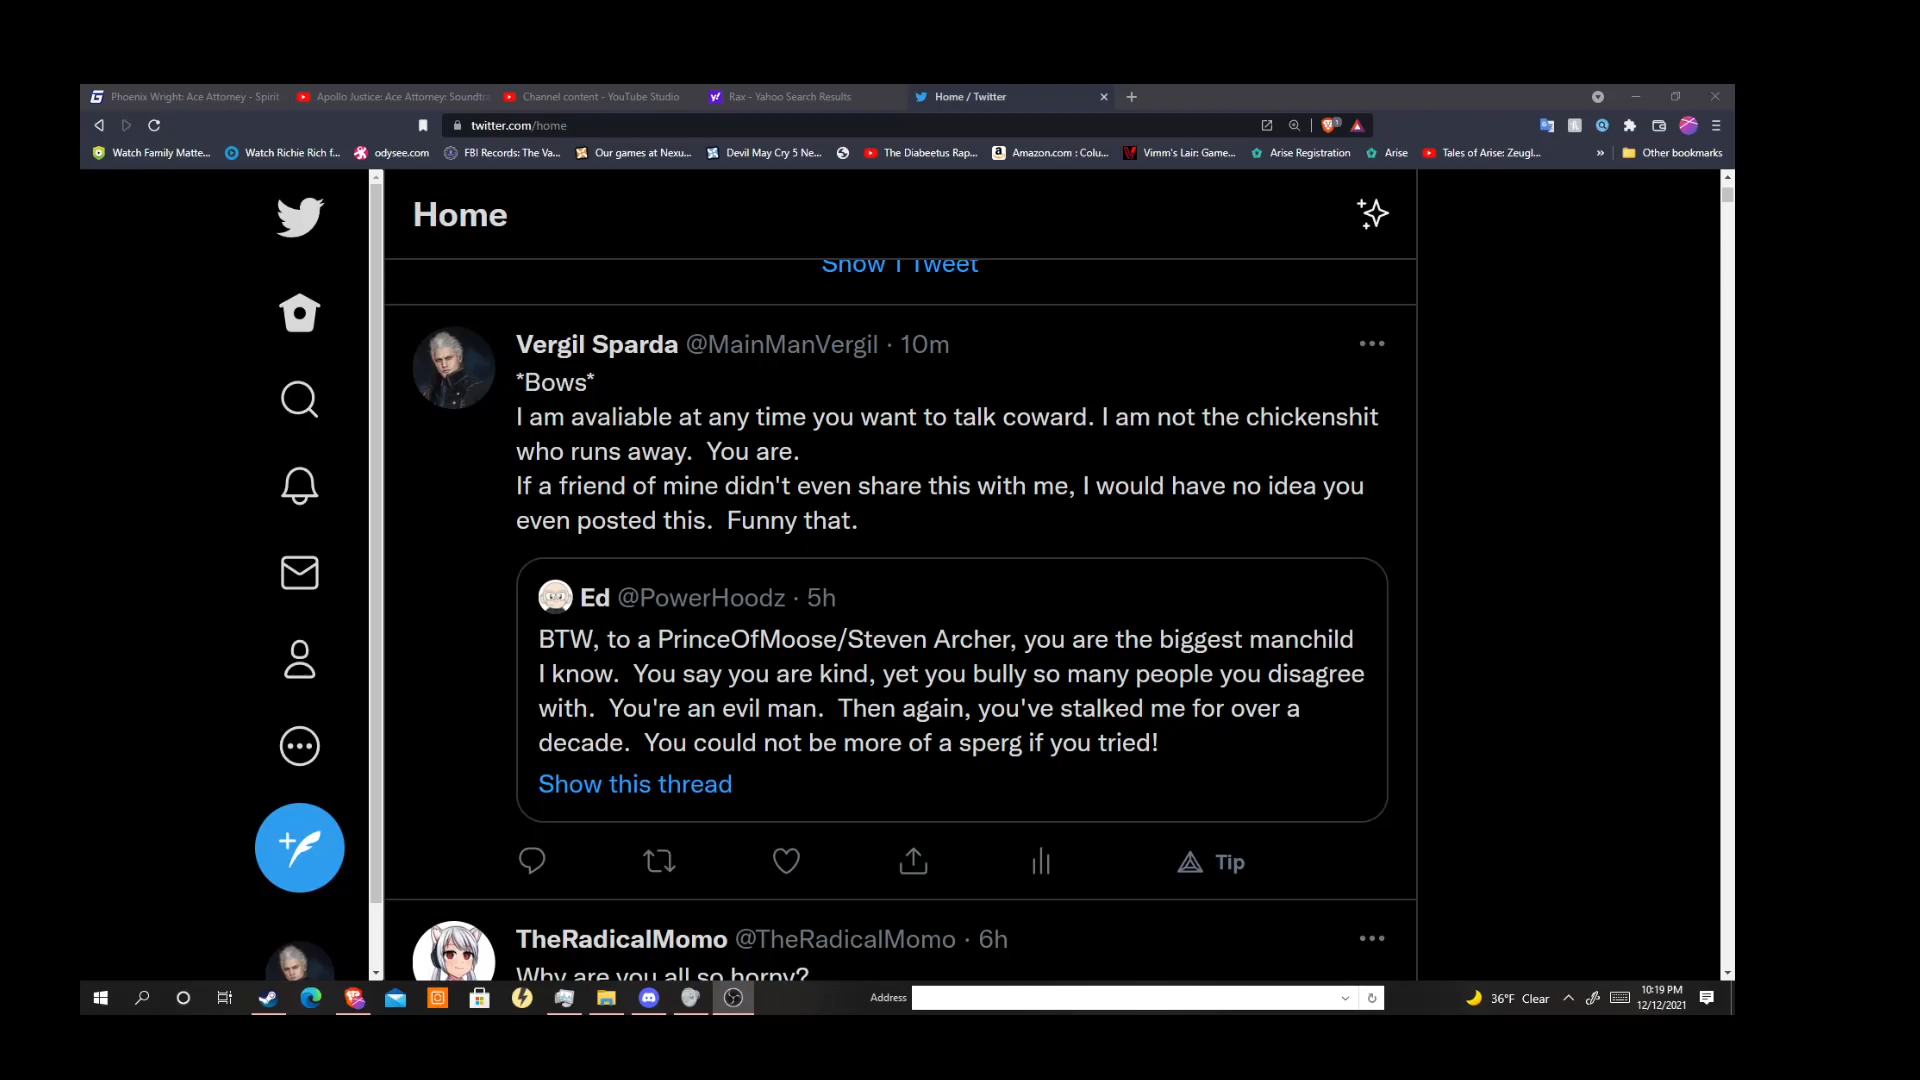 Phoenix Wright: Ace Attorney - Spirit
Apollo Justice: Ace Attorney: Soundtra
Channel content - YouTube Studio
Rax - Yahoo Search Results
Home / Twitter
twitter.com/home
Watch Family Matte...
Watch Richie Rich f...
odysee.com
FBI Records: The Va...
Our games at Nexu...
Devil May Cry 5 Ne...
The Diabeetus Rap...
Amazon.com : Colu...
Vimm's Lair: Game...
Arise Registration
Arise
Tales of Arise: Zeugl...
Other bookmarks
Home
Show 1 Tweet
Vergil Sparda @MainManVergil · 10m
*Bows*
I am avaliable at any time you want to talk coward. I am not the chickenshit
who runs away. You are.
If a friend of mine didn't even share this with me, I would have no idea you
even posted this. Funny that.
Ed @PowerHoodz · 5h
BTW, to a PrinceOfMoose/Steven Archer, you are the biggest manchild
I know. You say you are kind, yet you bully so many people you disagree
with. You're an evil man. Then again, you've stalked me for over a
decade. You could not be more of a sperg if you tried!
Show this thread
Tip
TheRadicalMomo @TheRadicalMomo · 6h
Why are you all so horny?
Address
36°F Clear
10:19 PM
12/12/2021